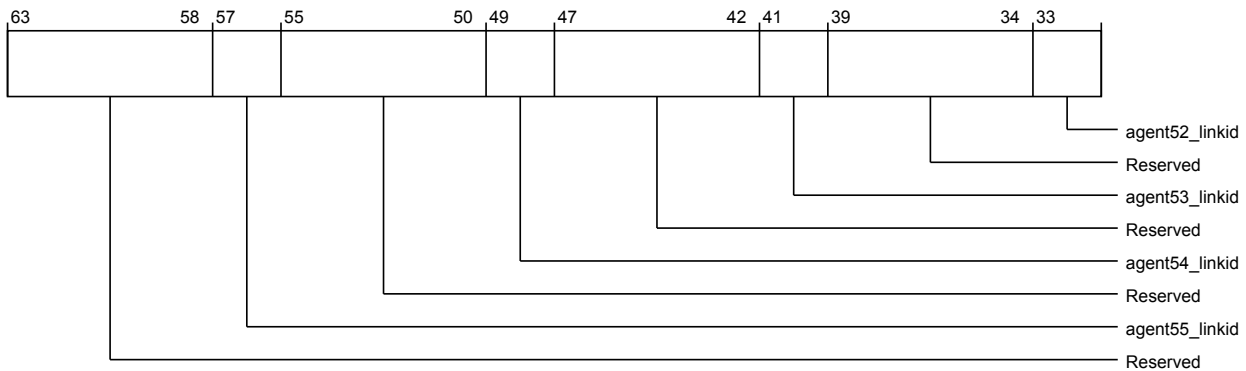 63 58 57 55 50 49 47 42 41 39 34 33
agent52_linkid
Reserved
agent53_linkid
Reserved
agent54_linkid
Reserved
agent55_linkid
Reserved